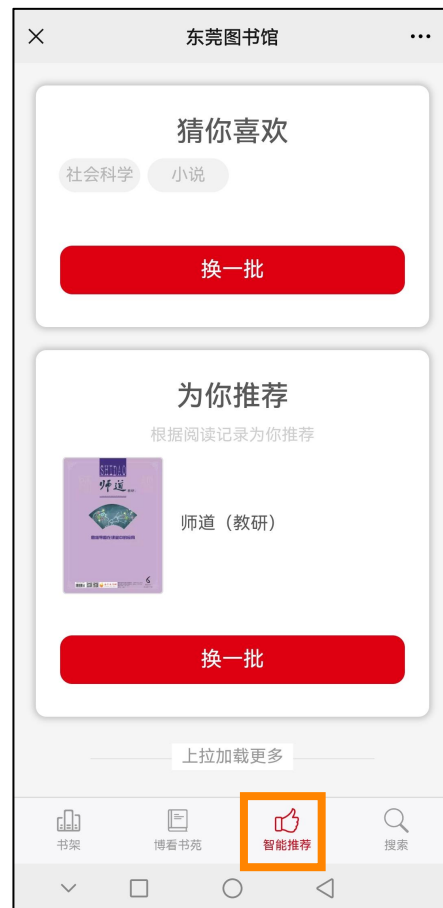 东莞图书馆
猜你喜欢
社会科学 小说
换一批
为你推荐
根据阅读记录为你推荐
SHIDAO
师道
师道（教研）
6
换一批
上拉加载更多
书架 博看书苑 智能推荐 搜索